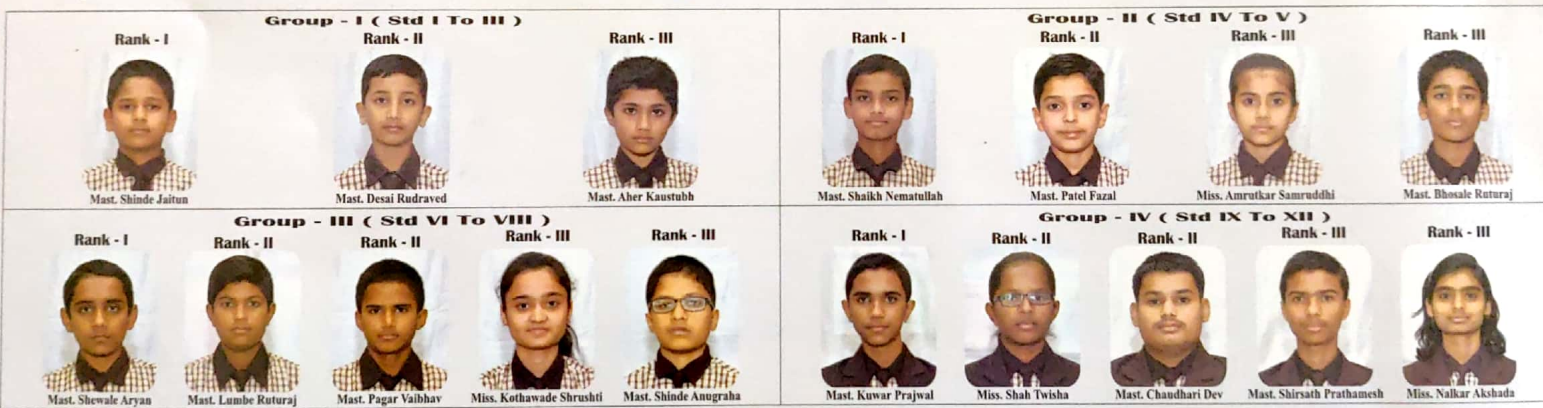 Group - I ( Std I To III )
Rank - I
Rank - II
Rank - III
Mast. Shinde Jaitun
Mast. Desai Rudraved
Mast. Aher Kaustubh
Group - II ( Std IV To V )
Rank - I
Rank - II
Rank - III
Rank - III
Mast. Shaikh Nematullah
Mast. Patel Fazal
Miss. Amrutkar Samruddhi
Mast. Bhosale Ruturaj
Group - III ( Std VI To VIII )
Rank - I
Rank - II
Rank - II
Rank - III
Rank - III
Mast. Shewale Aryan
Mast. Lumbe Ruturaj
Mast. Pagar Vaibhav
Miss. Kothawade Shrushti
Mast. Shinde Anugraha
Group - IV ( Std IX To XII )
Rank - I
Rank - II
Rank - II
Rank - III
Rank - III
Mast. Kuwar Prajwal
Miss. Shah Twisha
Mast. Chaudhari Dev
Mast. Shirsath Prathamesh
Miss. Nalkar Akshada